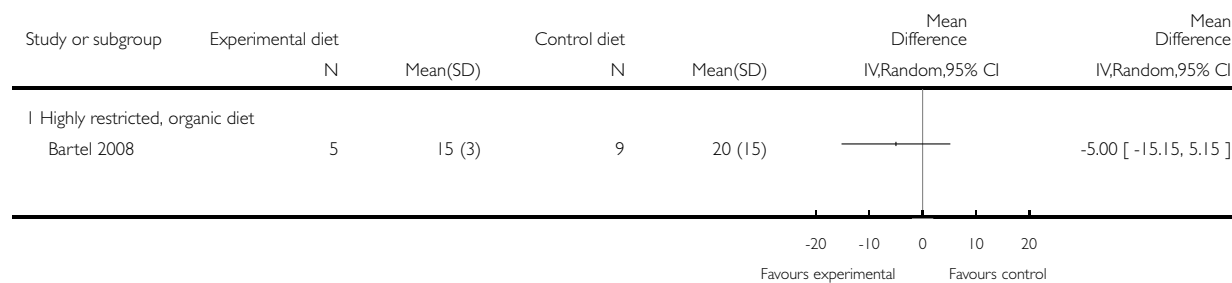 Mean Mean
Study or subgroup Experimental diet Control diet Difference Difference
N Mean(SD) N Mean(SD) IV,Random,95% CI IV,Random,95% CI
1 Highly restricted, organic diet
Bartel 2008 5 15 (3) 9 20 (15) -5.00 [ -15.15, 5.15 ]
-20 -10 0 10 20
Favours experimental Favours control